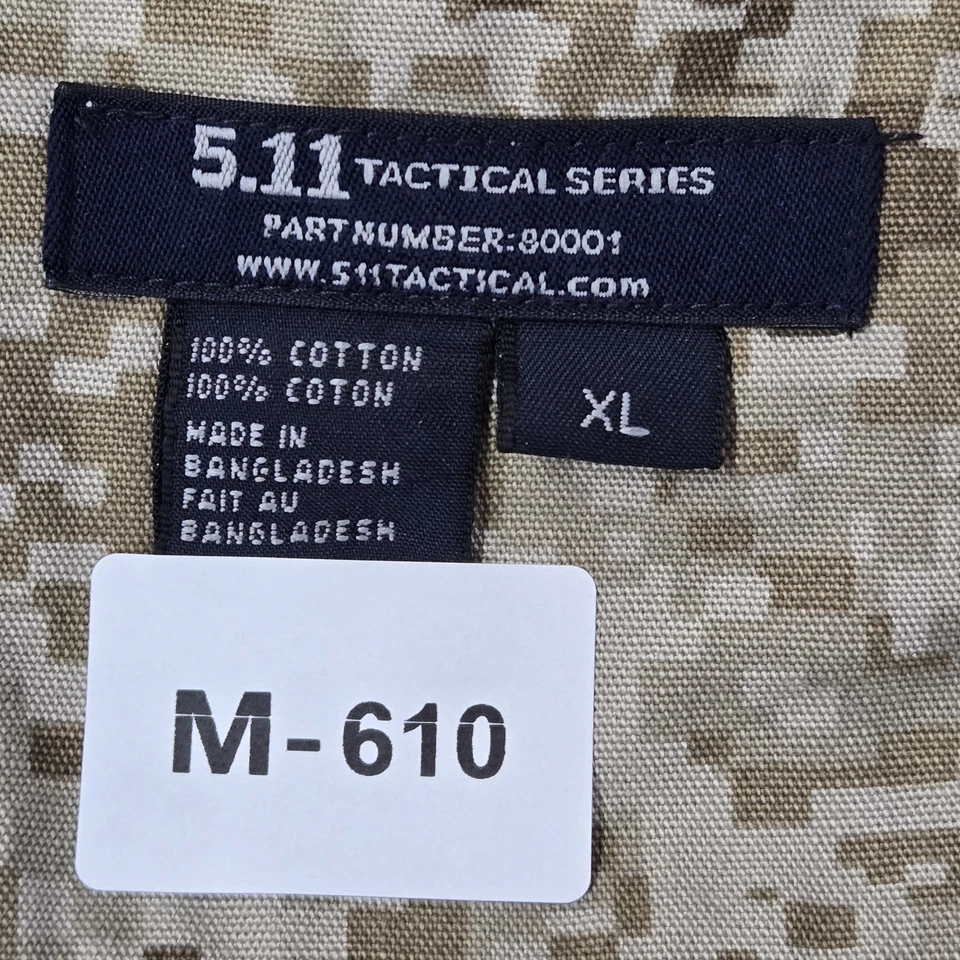 5.11 TACTICAL SERIES
PART NUMBER:80001
WWW.511TACTICAL.com
100% COTTON
100% COTON
MADE IN
BANGLADESH
FAIT AU
BANGLADESH
XL
M-610